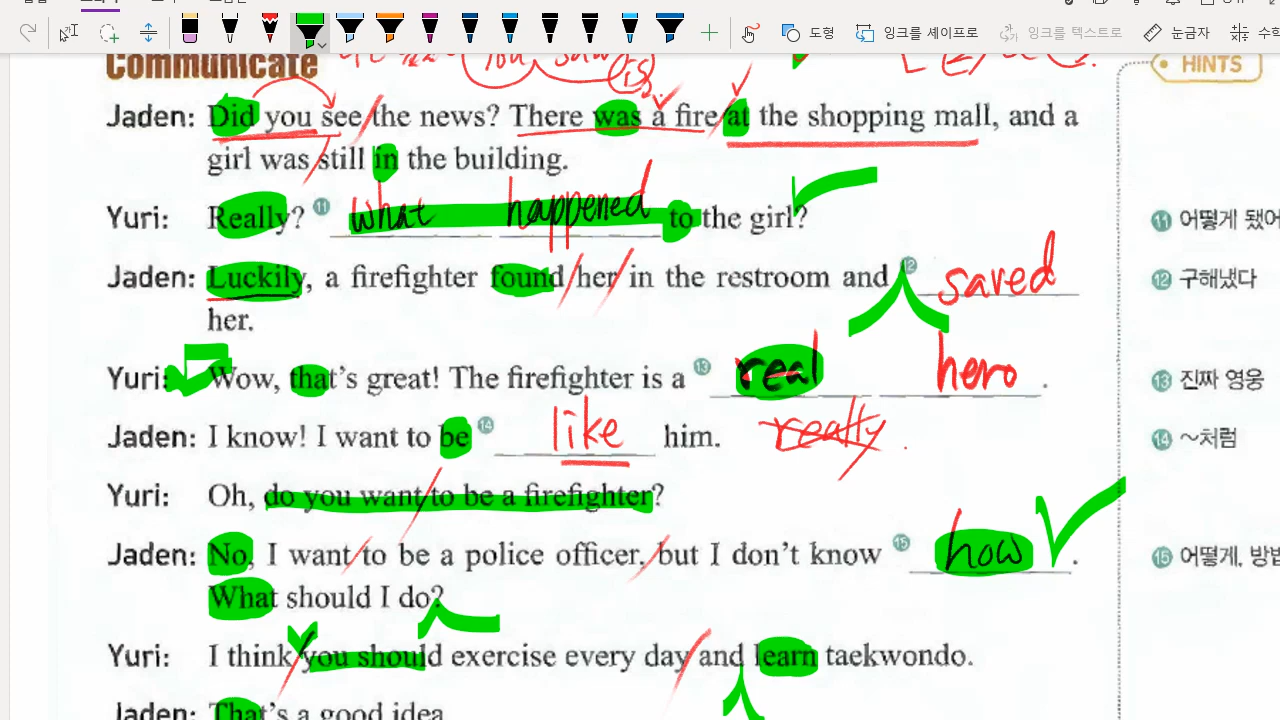 도형 잉크를 셰이프로 잉크를 텍스트로 눈금자
Communicate
HINTS
Jaden: Did you see the news? There was a fire at the shopping mall, and a
girl was still in the building.
Yuri: Really? ⑪ what happened to the girl?
⑪ 어떻게 됐어
Jaden: Luckily, a firefighter found her in the restroom and ⑫ saved
⑫ 구해냈다
her.
Yuri: Wow, that's great! The firefighter is a ⑬ real hero .
⑬ 진짜 영웅
Jaden: I know! I want to be ⑭ like him. really
⑭ ~처럼
Yuri: Oh, do you want to be a firefighter?
Jaden: No, I want to be a police officer, but I don't know ⑮ how .
⑮ 어떻게, 방법
What should I do?
Yuri: I think you should exercise every day and learn taekwondo.
Jaden: That's a good idea